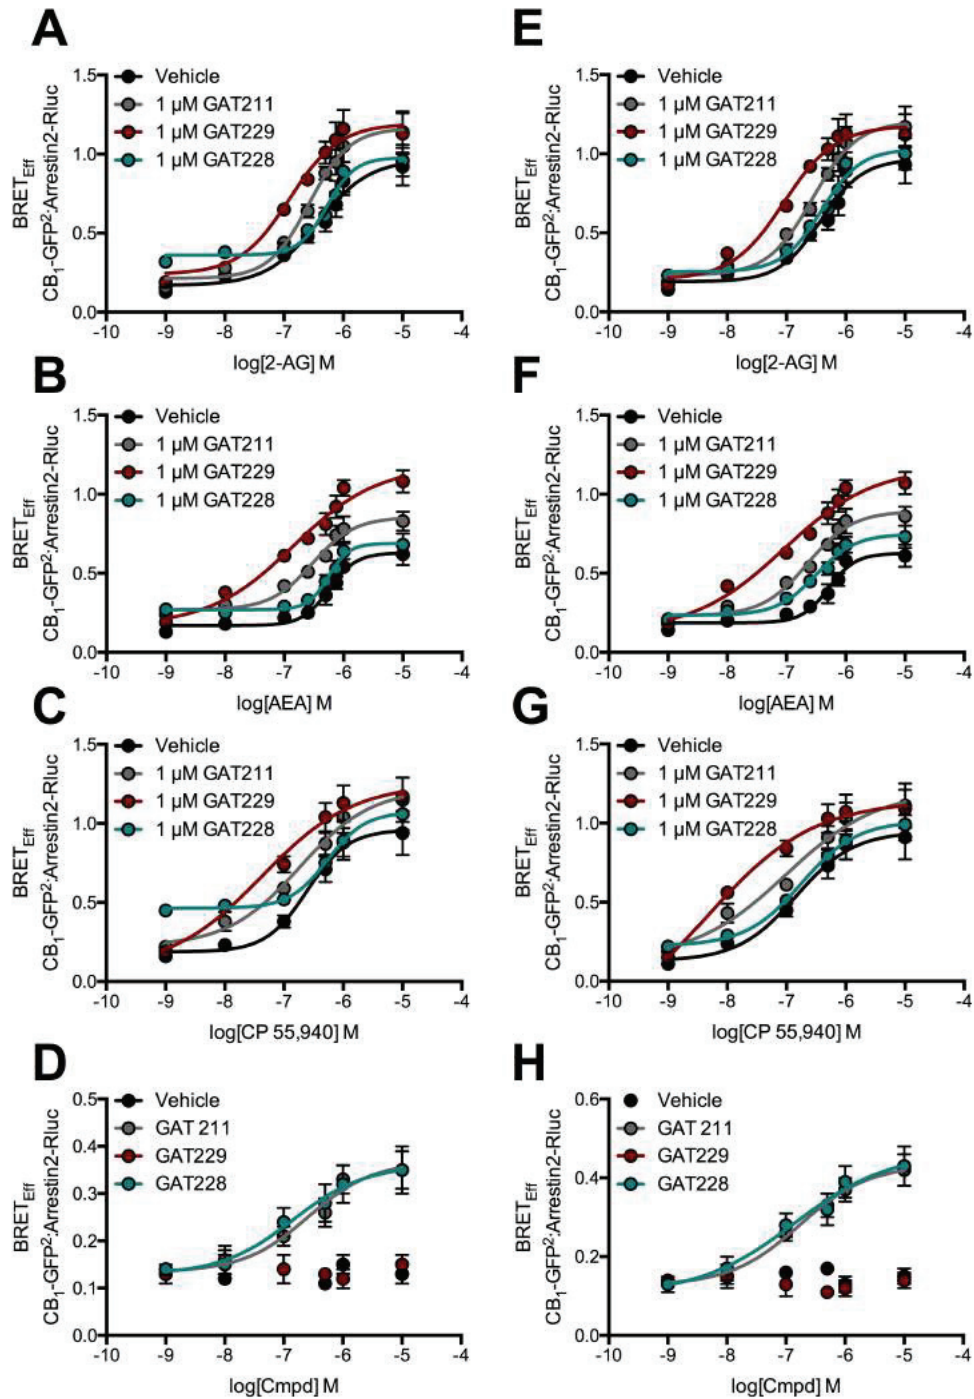 A
BRET_Eff
CB₁-GFP²:Arrestin2-Rluc
Vehicle
1 µM GAT211
1 µM GAT229
1 µM GAT228
1.5
1.0
0.5
0.0
-10 -9 -8 -7 -6 -5 -4
log[2-AG] M
E
BRET_Eff
CB₁-GFP²:Arrestin2-Rluc
Vehicle
1 µM GAT211
1 µM GAT229
1 µM GAT228
1.5
1.0
0.5
0.0
-10 -9 -8 -7 -6 -5 -4
log[2-AG] M
B
BRET_Eff
CB₁-GFP²:Arrestin2-Rluc
Vehicle
1 µM GAT211
1 µM GAT229
1 µM GAT228
1.5
1.0
0.5
0.0
-10 -9 -8 -7 -6 -5 -4
log[AEA] M
F
BRET_Eff
CB₁-GFP²:Arrestin2-Rluc
Vehicle
1 µM GAT211
1 µM GAT229
1 µM GAT228
1.5
1.0
0.5
0.0
-10 -9 -8 -7 -6 -5 -4
log[AEA] M
C
BRET_Eff
CB₁-GFP²:Arrestin2-Rluc
Vehicle
1 µM GAT211
1 µM GAT229
1 µM GAT228
1.5
1.0
0.5
0.0
-10 -9 -8 -7 -6 -5 -4
log[CP 55,940] M
G
BRET_Eff
CB₁-GFP²:Arrestin2-Rluc
Vehicle
1 µM GAT211
1 µM GAT229
1 µM GAT228
1.5
1.0
0.5
0.0
-10 -9 -8 -7 -6 -5 -4
log[CP 55,940] M
D
BRET_Eff
CB₁-GFP²:Arrestin2-Rluc
Vehicle
GAT 211
GAT229
GAT228
0.5
0.4
0.3
0.2
0.1
0.0
-10 -9 -8 -7 -6 -5 -4
log[Cmpd] M
H
BRET_Eff
CB₁-GFP²:Arrestin2-Rluc
Vehicle
GAT 211
GAT229
GAT228
0.6
0.4
0.2
0.0
-10 -9 -8 -7 -6 -5 -4
log[Cmpd] M